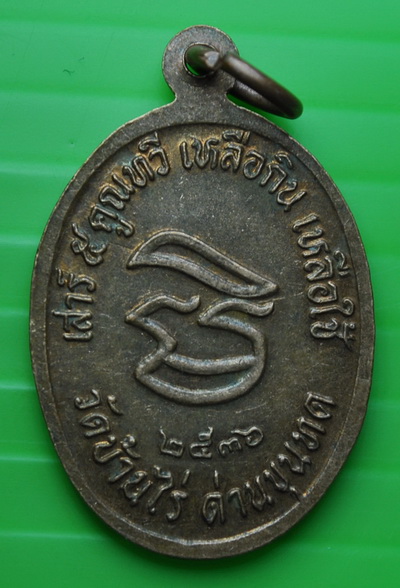 เสาร์ ๕ คูณทวี เหลือกิน เหลือใช้
๒๕๓๖
วัดบ้านไร่ ด่านขุนทด